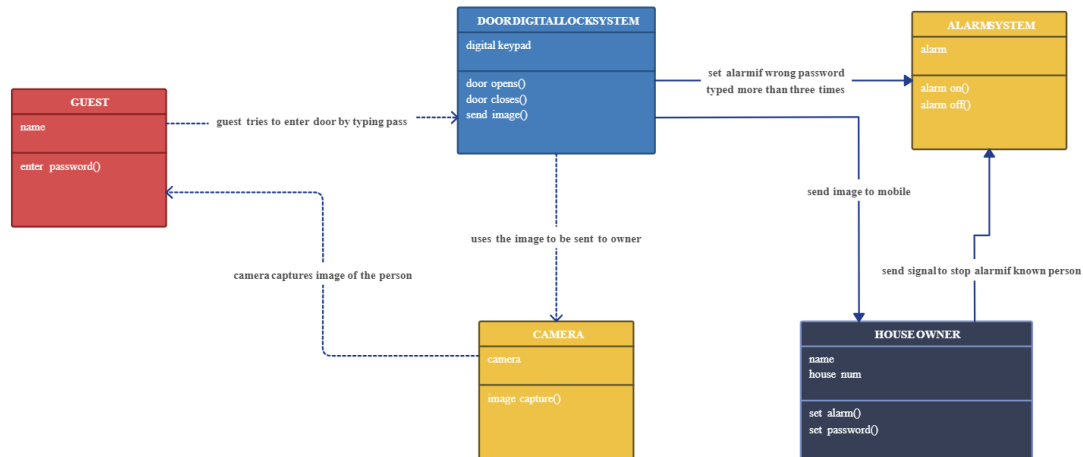 DOORDIGITALLOCKSYSTEM
digital keypad
door opens()
door closes()
send image()
ALARMSYSTEM
alarm
alarm on()
alarm off()
set alarmif wrong password
typed more than three times
GUEST
name
enter password()
guest tries to enter door by typing pass
send image to mobile
uses the image to be sent to owner
camera captures image of the person
send signal to stop alarmif known person
CAMERA
camera
image capture()
HOUSEOWNER
name
house num
set alarm()
set password()